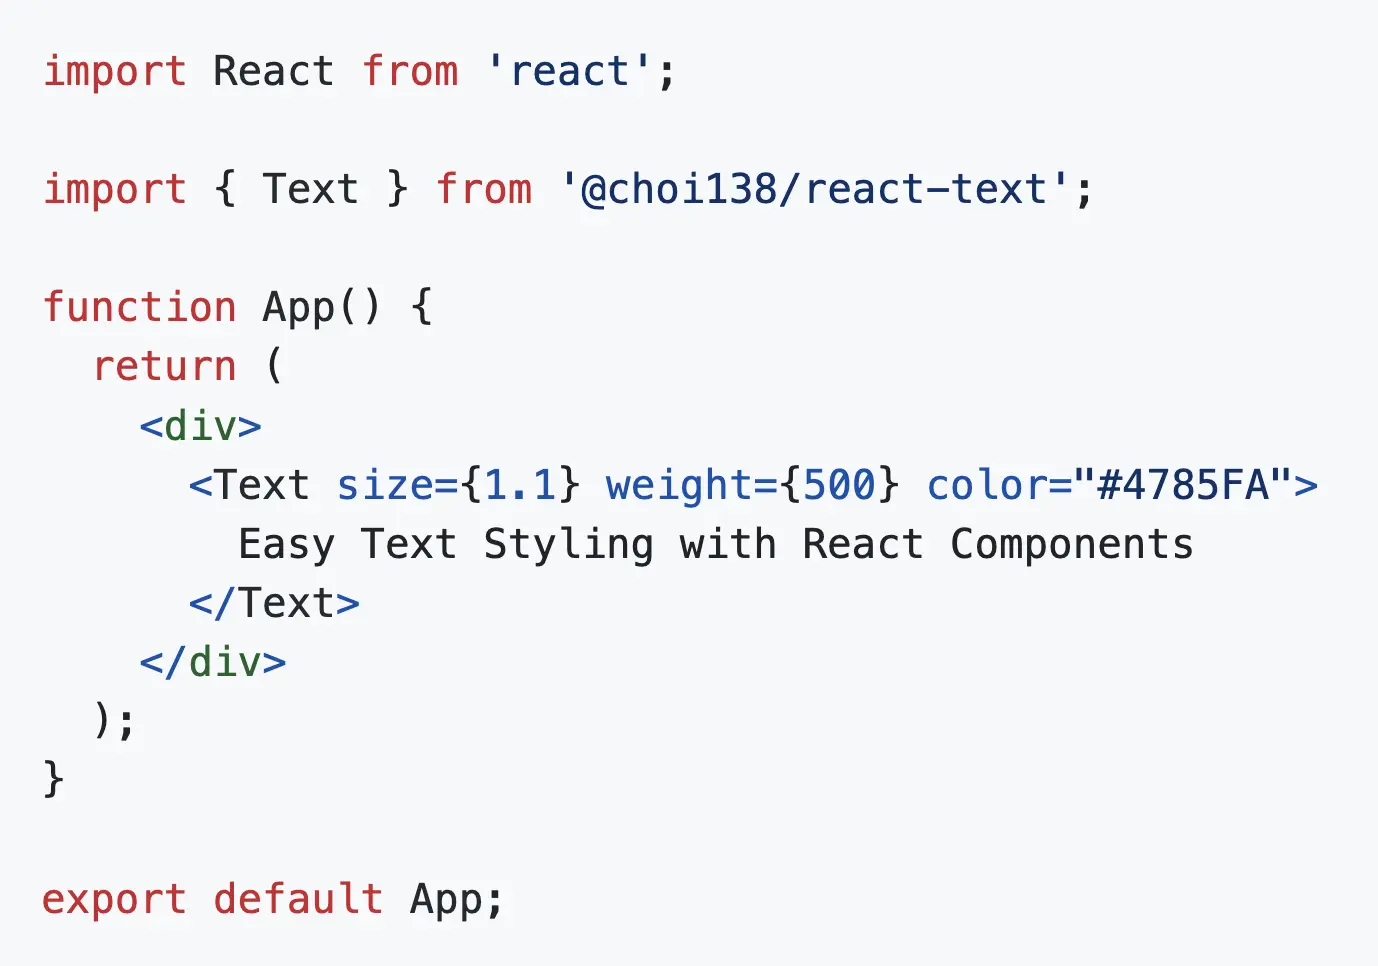 import React from 'react';
import { Text } from '@choi138/react-text';
function App() {
  return (
    <div>
      <Text size={1.1} weight={500} color="#4785FA">
        Easy Text Styling with React Components
      </Text>
    </div>
  );
}
export default App;